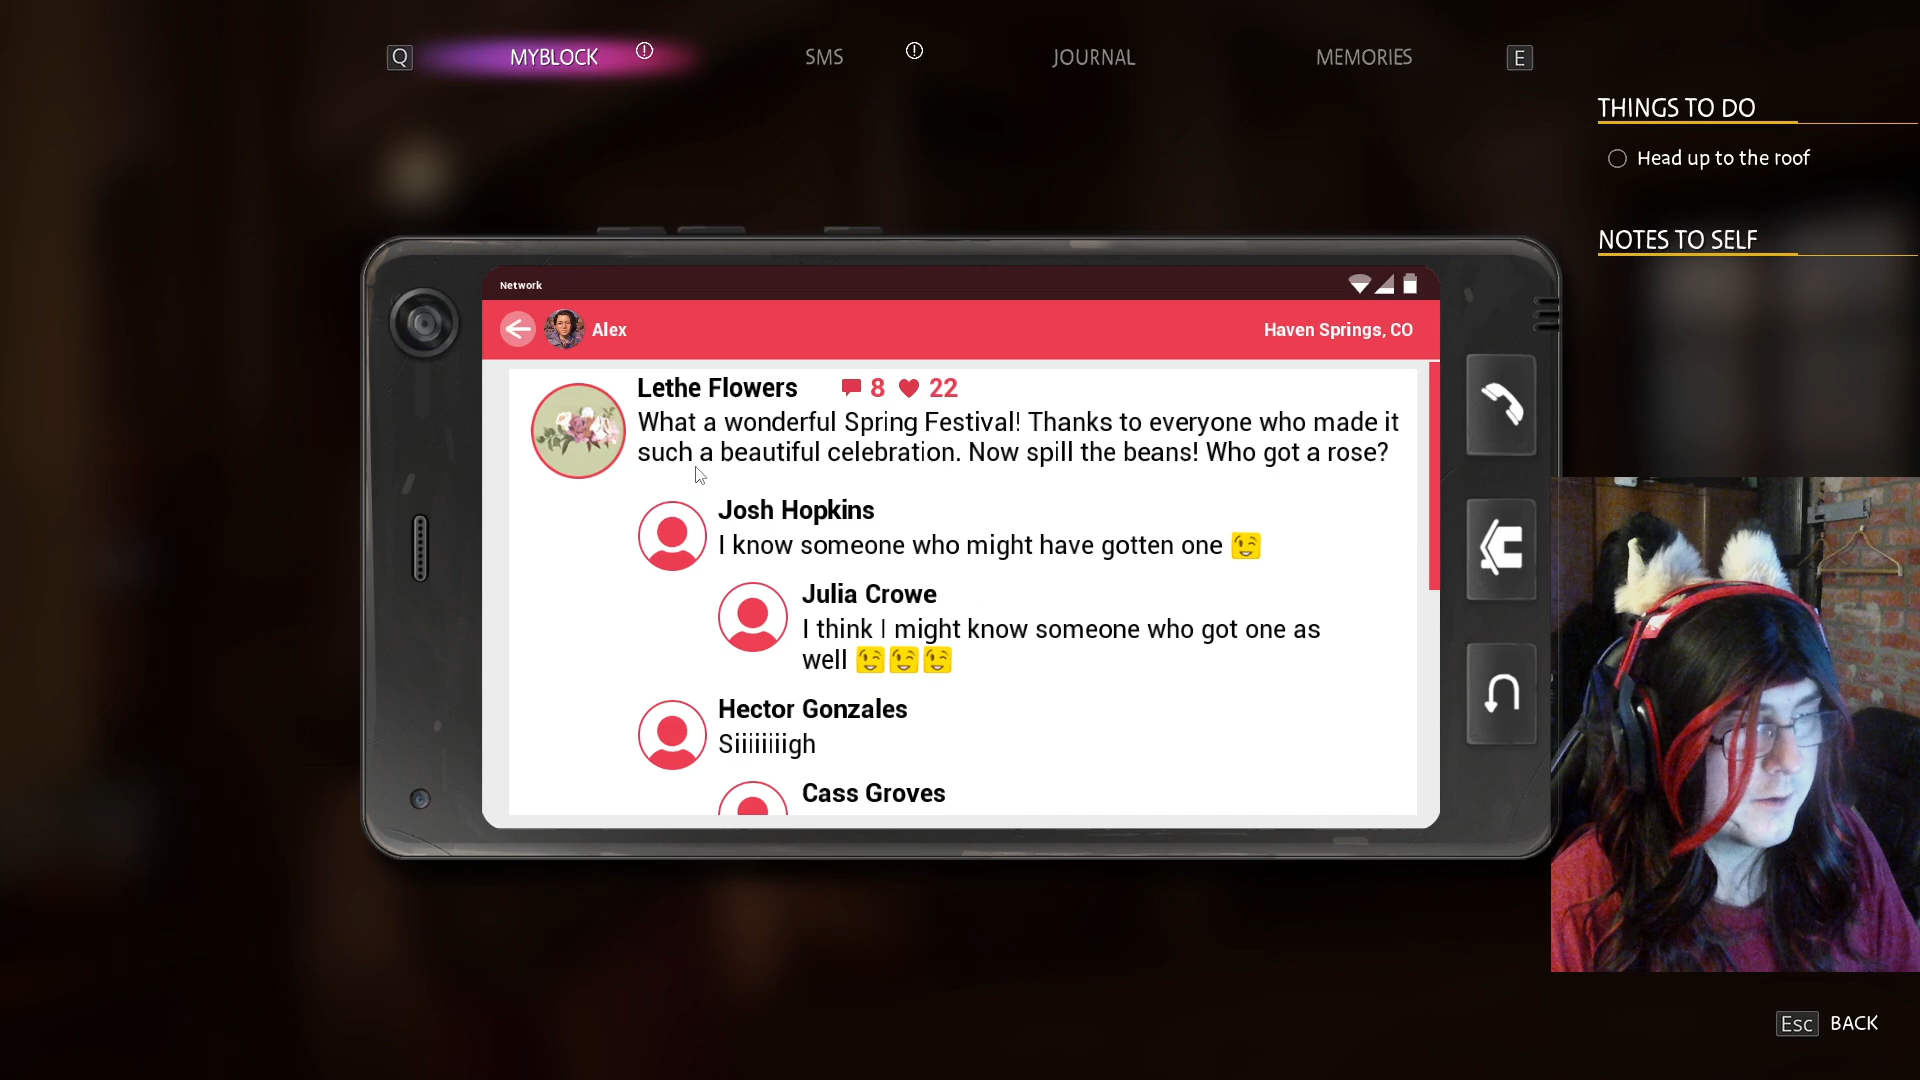 Q
MYBLOCK
SMS
JOURNAL
MEMORIES
E
THINGS TO DO
Head up to the roof
NOTES TO SELF
Network
Alex
Haven Springs, CO
Lethe Flowers 8 22
What a wonderful Spring Festival! Thanks to everyone who made it
such a beautiful celebration. Now spill the beans! Who got a rose?
Josh Hopkins
I know someone who might have gotten one 😉
Julia Crowe
I think I might know someone who got one as
well 😉😉😉
Hector Gonzales
Siiiiiiiigh
Cass Groves
Esc BACK